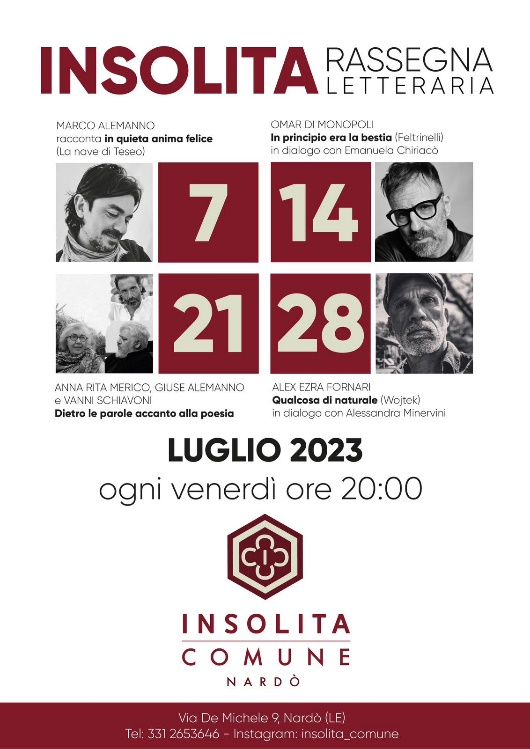 INSOLITA RASSEGNA
LETTERARIA
MARCO ALEMANNO
racconta in quieta anima felice
(La nave di Teseo)
OMAR DI MONOPOLI
In principio era la bestia (Feltrinelli)
in dialogo con Emanuela Chiriacò
7
14
21
28
ANNA RITA MERICO, GIUSE ALEMANNO
e VANNI SCHIAVONI
Dietro le parole accanto alla poesia
ALEX EZRA FORNARI
Qualcosa di naturale (Wojtek)
in dialogo con Alessandra Minervini
LUGLIO 2023
ogni venerdì ore 20:00
CIC
INSOLITA
COMUNE
NARDÒ
Via De Michele 9, Nardò (LE)
Tel: 331 2653646 - Instagram: insolita_comune